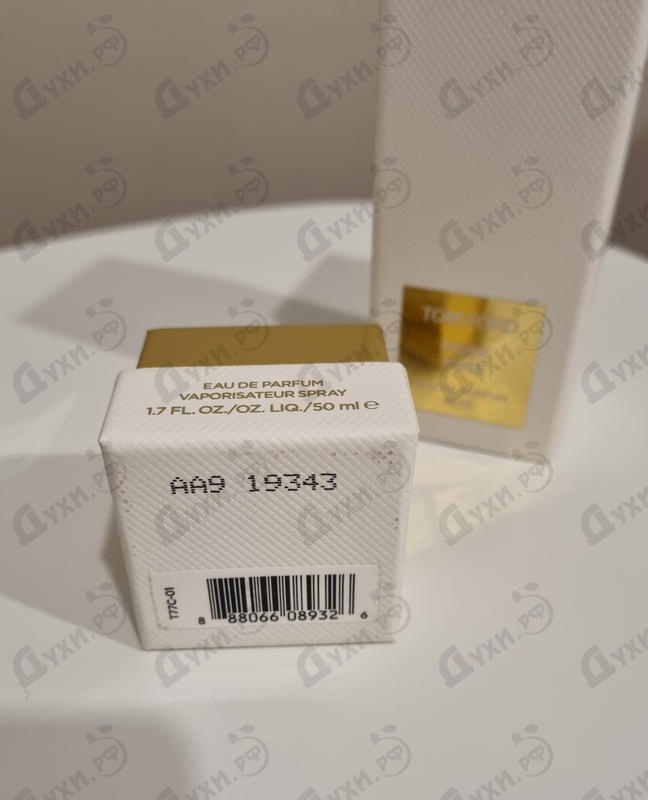 TOM FORD
EAU DE PARFUM
VAPORISATEUR SPRAY
1.7 FL. OZ./OZ. LIQ./50 ml ℮
AA9 19343
T77C-01
8 88066 08932 6
Духи.рф